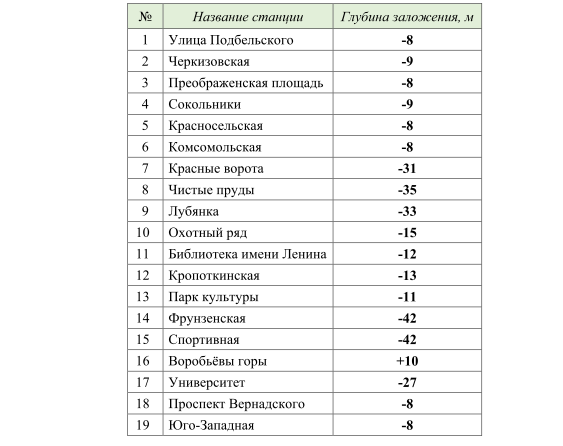 № Название станции Глубина заложения, м
1 Улица Подбельского -8
2 Черкизовская -9
3 Преображенская площадь -8
4 Сокольники -9
5 Красносельская -8
6 Комсомольская -8
7 Красные ворота -31
8 Чистые пруды -35
9 Лубянка -33
10 Охотный ряд -15
11 Библиотека имени Ленина -12
12 Кропоткинская -13
13 Парк культуры -11
14 Фрунзенская -42
15 Спортивная -42
16 Воробьёвы горы +10
17 Университет -27
18 Проспект Вернадского -8
19 Юго-Западная -8